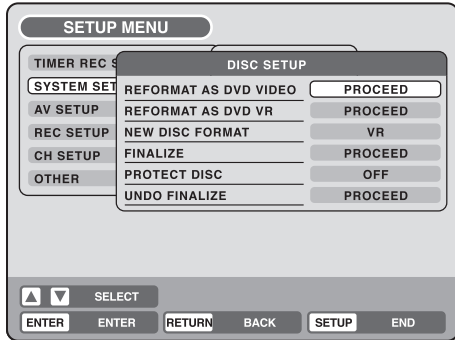 SETUP MENU
TIMER REC S
DISC SETUP
SYSTEM SET
REFORMAT AS DVD VIDEO PROCEED
AV SETUP
REFORMAT AS DVD VR PROCEED
REC SETUP
NEW DISC FORMAT VR
CH SETUP
FINALIZE PROCEED
OTHER
PROTECT DISC OFF
UNDO FINALIZE PROCEED
SELECT
ENTER ENTER RETURN BACK SETUP END